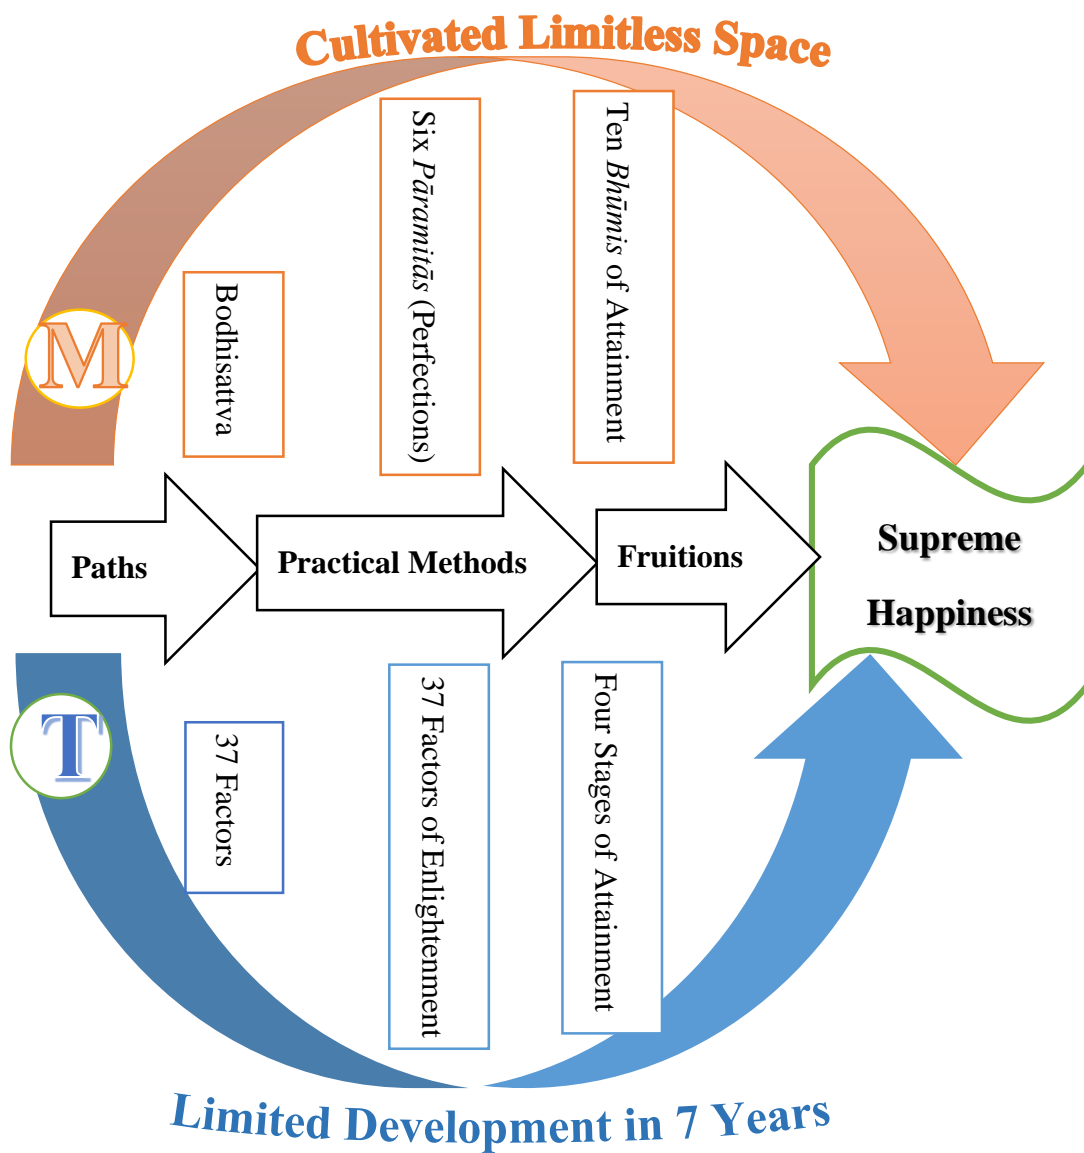 Cultivated Limitless Space
Six Pāramitās (Perfections)
Ten Bhūmis of Attainment
Bodhisattva
M
Paths
Practical Methods
Fruitions
Supreme
Happiness
T
37 Factors
37 Factors of Enlightenment
Four Stages of Attainment
Limited Development in 7 Years